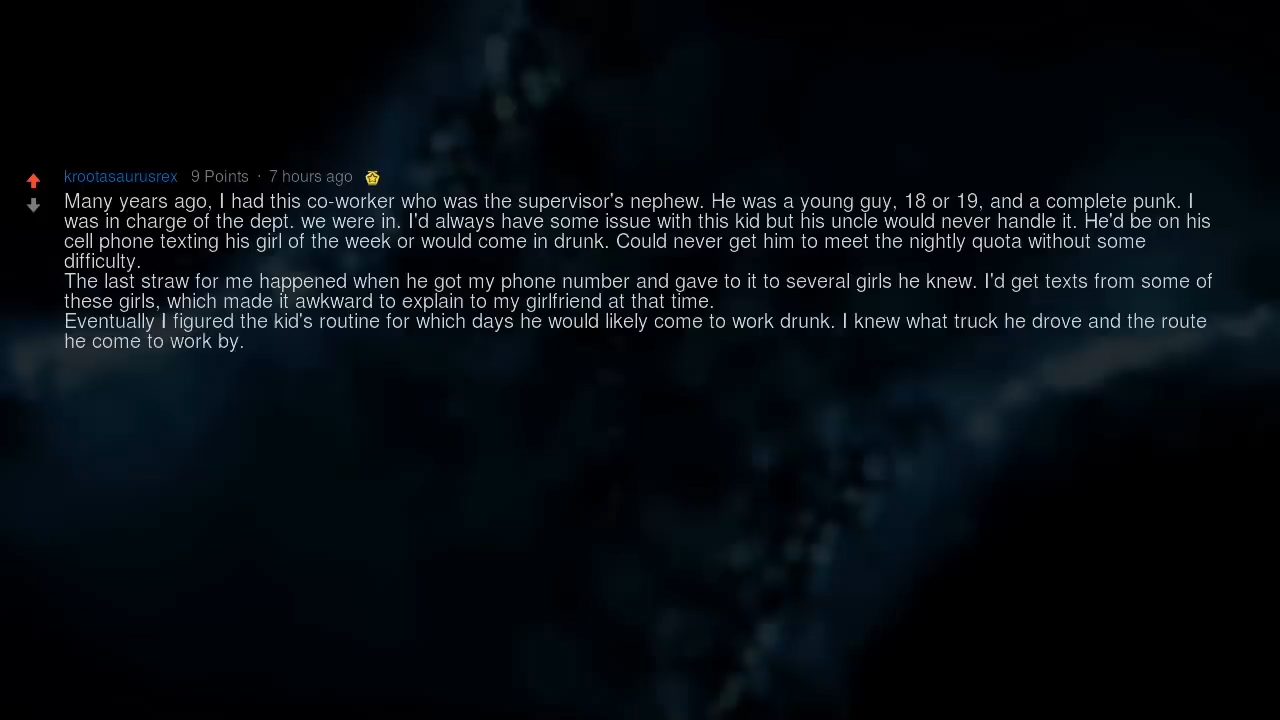 krootasaurusrex 9 Points · 7 hours ago
Many years ago, I had this co-worker who was the supervisor's nephew. He was a young guy, 18 or 19, and a complete punk. I
was in charge of the dept. we were in. I'd always have some issue with this kid but his uncle would never handle it. He'd be on his
cell phone texting his girl of the week or would come in drunk. Could never get him to meet the nightly quota without some
difficulty.
The last straw for me happened when he got my phone number and gave to it to several girls he knew. I'd get texts from some of
these girls, which made it awkward to explain to my girlfriend at that time.
Eventually I figured the kid's routine for which days he would likely come to work drunk. I knew what truck he drove and the route
he come to work by.